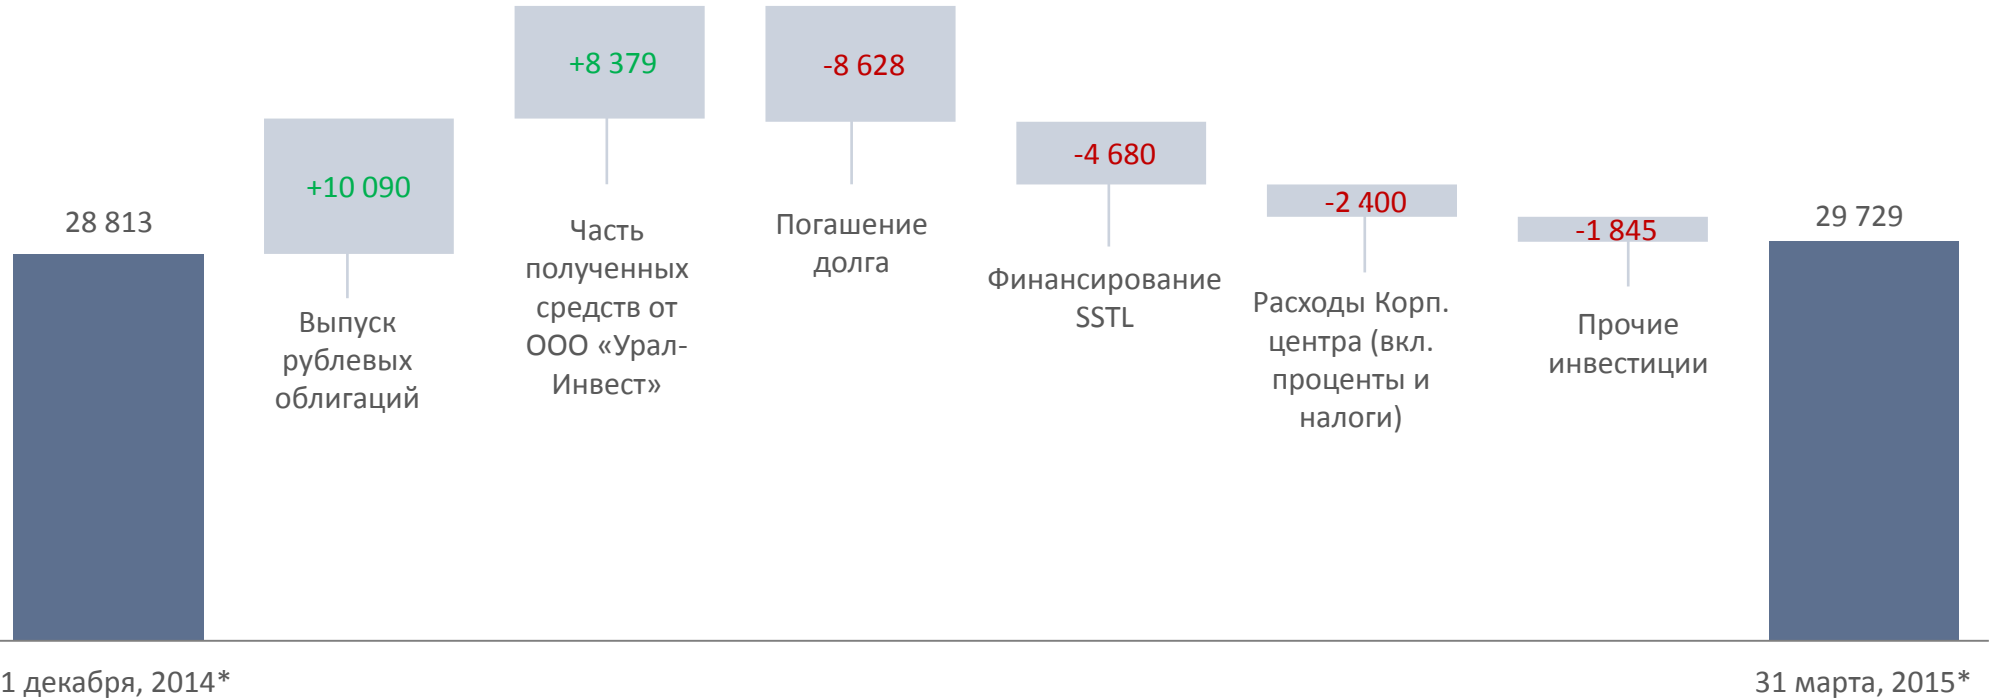 28 813
+10 090
Выпуск
рублевых
облигаций
+8 379
Часть
полученных
средств от
ООО «Урал-
Инвест»
-8 628
Погашение
долга
-4 680
Финансирование
SSTL
-2 400
Расходы Корп.
центра (вкл.
проценты и
налоги)
-1 845
Прочие
инвестиции
29 729
1 декабря, 2014*
31 марта, 2015*